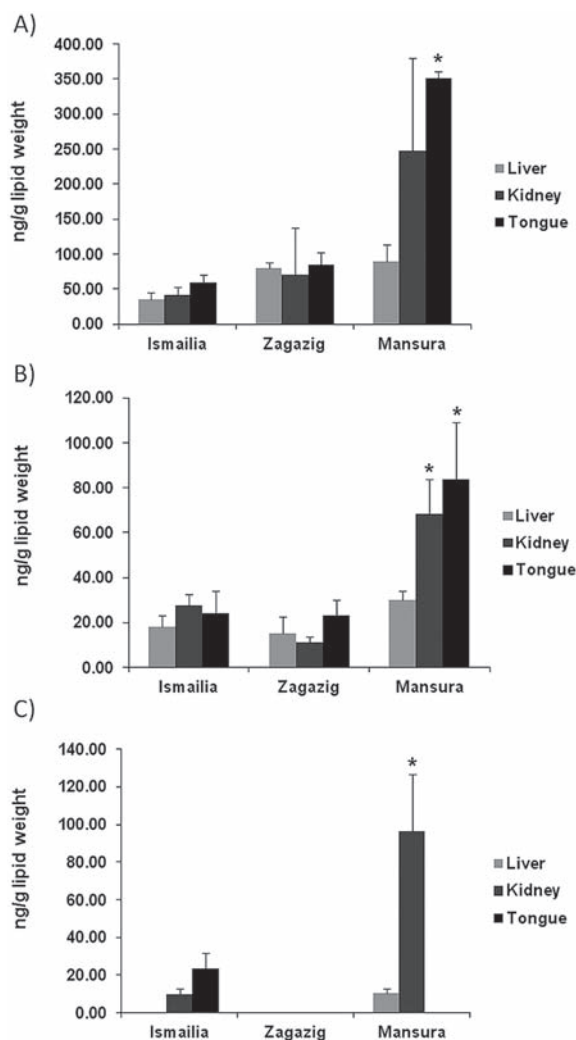 A)
ng/g lipid weight
400.00
350.00
300.00
250.00
200.00
150.00
100.00
50.00
0.00
*
Ismailia Zagazig Mansura
Liver
Kidney
Tongue
B)
ng/g lipid weight
120.00
100.00
80.00
60.00
40.00
20.00
0.00
* *
Ismailia Zagazig Mansura
Liver
Kidney
Tongue
C)
ng/g lipid weight
140.00
120.00
100.00
80.00
60.00
40.00
20.00
0.00
*
Ismailia Zagazig Mansura
Liver
Kidney
Tongue